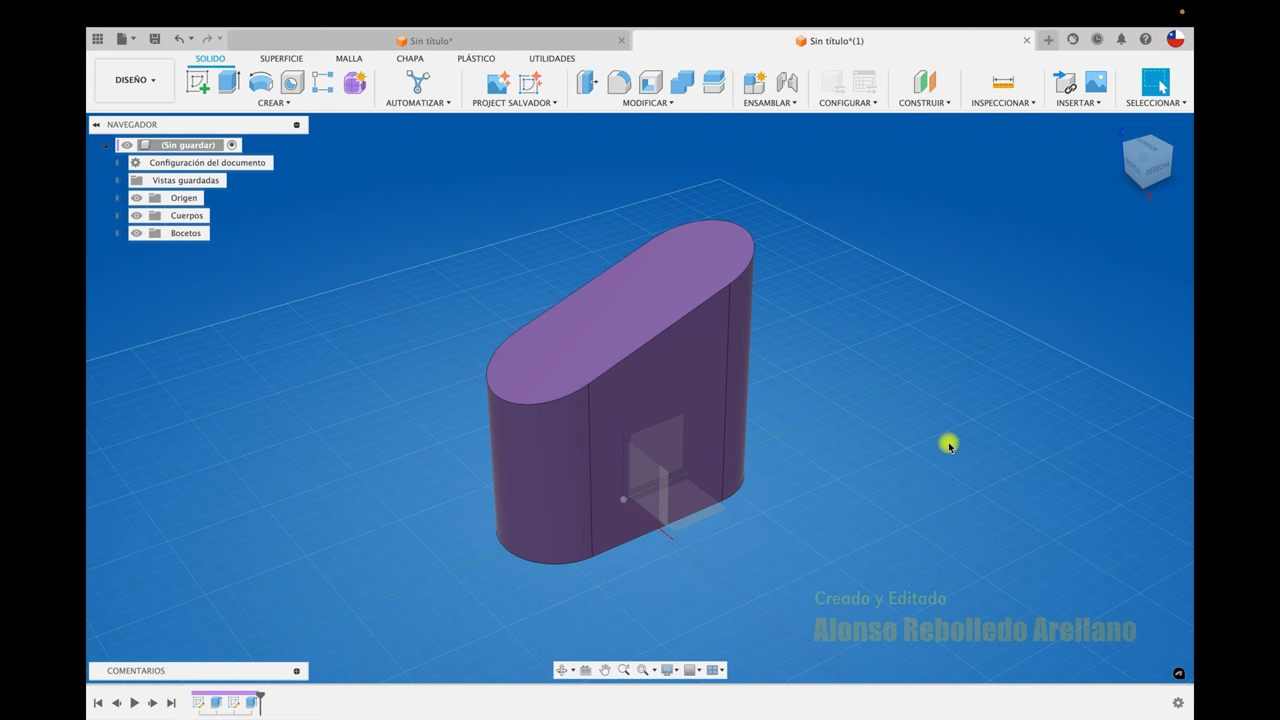 Sin título*
Sin título*(1)
DISEÑO
SOLIDO
SUPERFICIE
MALLA
CHAPA
PLÁSTICO
UTILIDADES
CREAR
AUTOMATIZAR
PROJECT SALVADOR
MODIFICAR
ENSAMBLAR
CONFIGURAR
CONSTRUIR
INSPECCIONAR
INSERTAR
SELECCIONAR
NAVEGADOR
(Sin guardar)
Configuración del documento
Vistas guardadas
Origen
Cuerpos
Bocetos
Z
DERECHA
Creado y Editado
Alonso Rebolledo Arellano
COMENTARIOS